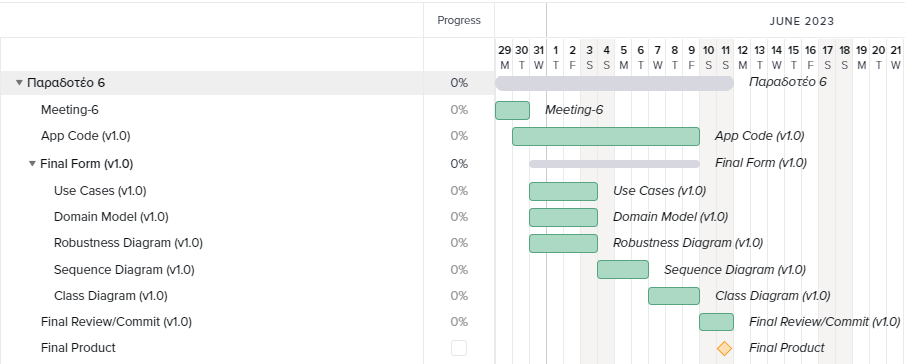 Progress JUNE 2023
29 30 31 1 2 3 4 5 6 7 8 9 10 11 12 13 14 15 16 17 18 19 20 21
M T W T F S S M T W T F S S M T W T F S S M T W
Παραδοτέο 6 0% Παραδοτέο 6
Meeting-6 0% Meeting-6
App Code (v1.0) 0% App Code (v1.0)
Final Form (v1.0) 0% Final Form (v1.0)
Use Cases (v1.0) 0% Use Cases (v1.0)
Domain Model (v1.0) 0% Domain Model (v1.0)
Robustness Diagram (v1.0) 0% Robustness Diagram (v1.0)
Sequence Diagram (v1.0) 0% Sequence Diagram (v1.0)
Class Diagram (v1.0) 0% Class Diagram (v1.0)
Final Review/Commit (v1.0) 0% Final Review/Commit (v1.0)
Final Product Final Product